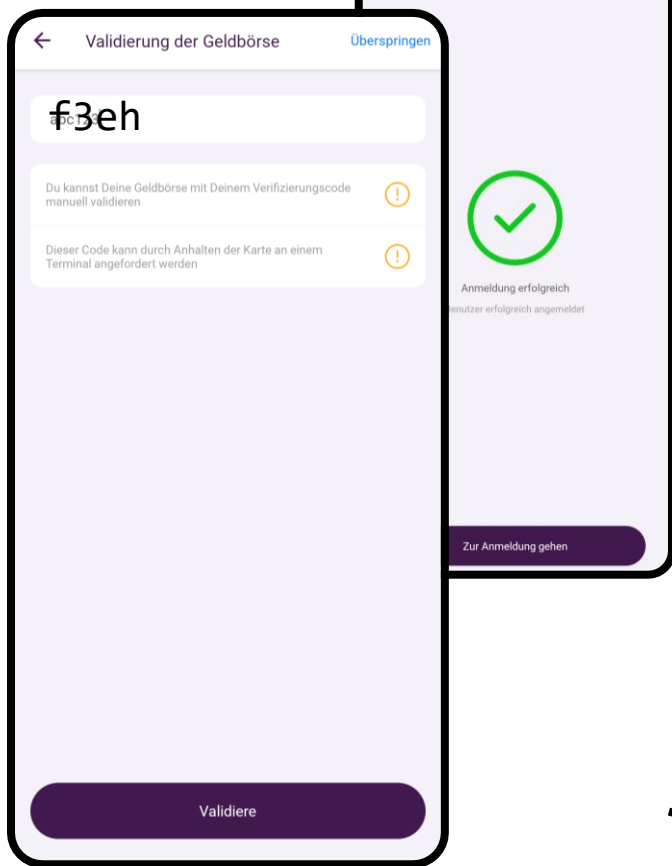 Validierung der Geldbörse
Überspringen
abc123
f3eh
Du kannst Deine Geldbörse mit Deinem Verifizierungscode
manuell validieren
Dieser Code kann durch Anhalten der Karte an einem
Terminal angefordert werden
Validiere
Anmeldung erfolgreich
erfolgreich angemeldet
Zur Anmeldung gehen